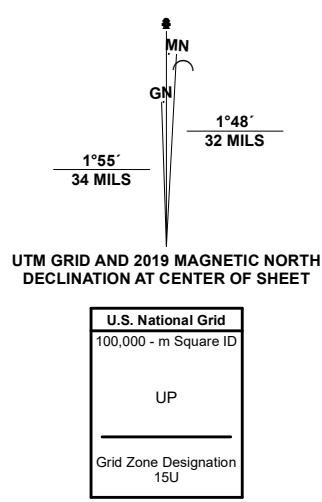 MN
GN
1°48´
32 MILS
1°55´
34 MILS
UTM GRID AND 2019 MAGNETIC NORTH
DECLINATION AT CENTER OF SHEET
U.S. National Grid
100,000 - m Square ID
UP
Grid Zone Designation
15U